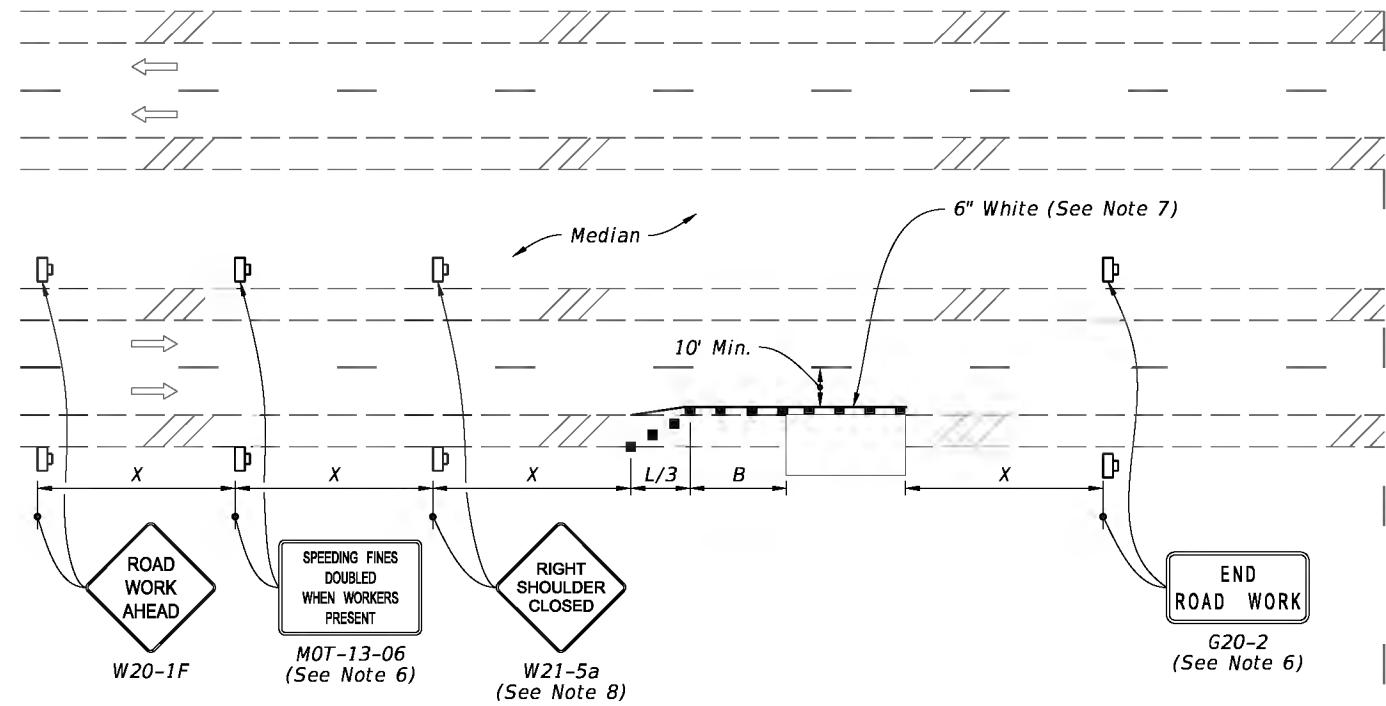 6" White (See Note 7)
Median
10' Min.
X
X
X
L/3
B
X
ROAD
WORK
AHEAD
W20-1F
SPEEDING FINES
DOUBLED
WHEN WORKERS
PRESENT
MOT-13-06
(See Note 6)
RIGHT
SHOULDER
CLOSED
W21-5a
(See Note 8)
END
ROAD WORK
G20-2
(See Note 6)